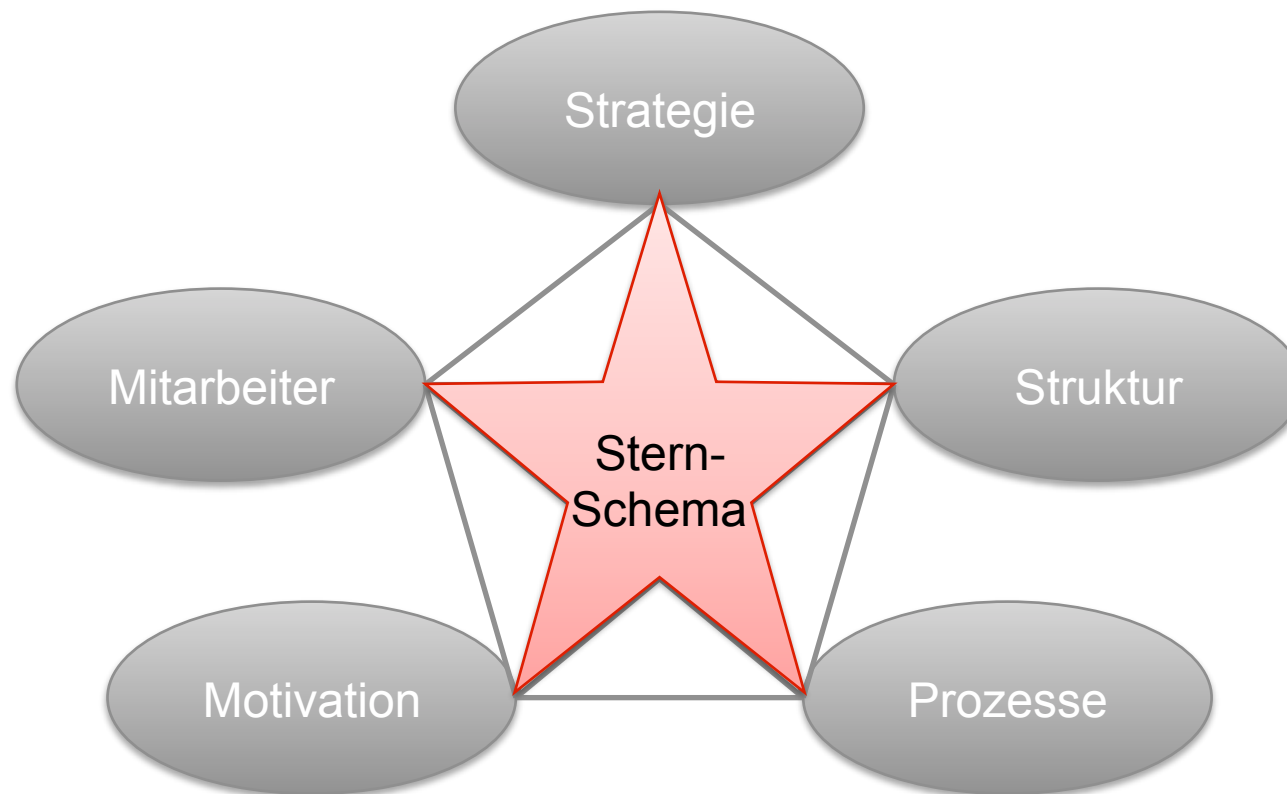 Strategie
Mitarbeiter
Struktur
Stern-
Schema
Motivation
Prozesse